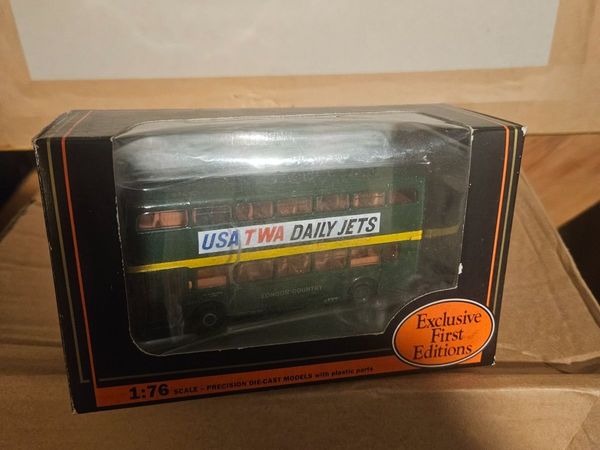 USA TWA DAILY JETS
LONDON COUNTRY
Exclusive
First
Editions
1:76 SCALE - PRECISION DIE-CAST MODELS with plastic parts